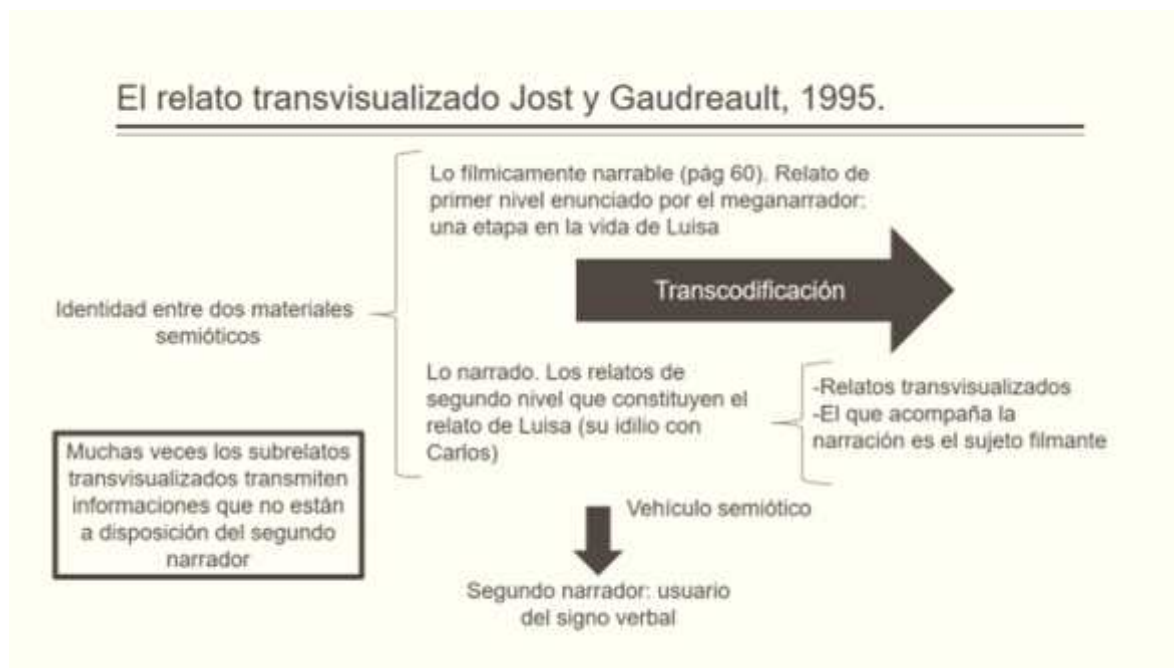 El relato transvisualizado Jost y Gaudreault, 1995.
Lo fílmicamente narrable (pág 60). Relato de
primer nivel enunciado por el meganarrador:
una etapa en la vida de Luisa
Transcodificación
Identidad entre dos materiales
semióticos
Lo narrado. Los relatos de
segundo nivel que constituyen el
relato de Luisa (su idilio con
Carlos)
-Relatos transvisualizados
-El que acompaña la
narración es el sujeto filmante
Muchas veces los subrelatos
transvisualizados transmiten
informaciones que no están
a disposición del segundo
narrador
Vehículo semiótico
Segundo narrador: usuario
del signo verbal